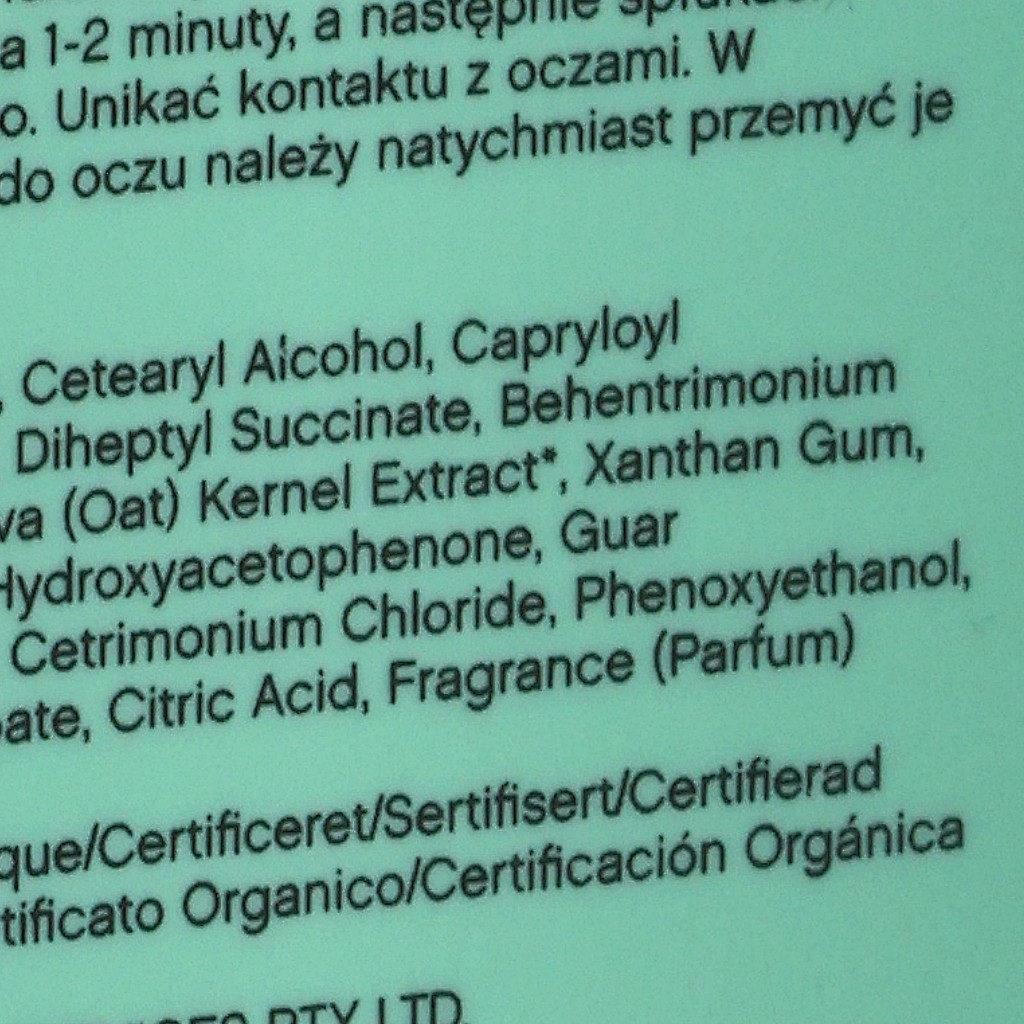 a 1-2 minuty, a następnie
o. Unikać kontaktu z oczami. W
do oczu należy natychmiast przemyć je
, Cetearyl Alcohol, Capryloyl
Diheptyl Succinate, Behentrimonium
va (Oat) Kernel Extract*, Xanthan Gum,
Hydroxyacetophenone, Guar
Cetrimonium Chloride, Phenoxyethanol,
ate, Citric Acid, Fragrance (Parfum)
que/Certificeret/Sertifisert/Certifierad
tificato Organico/Certificación Orgánica
PTY LTD